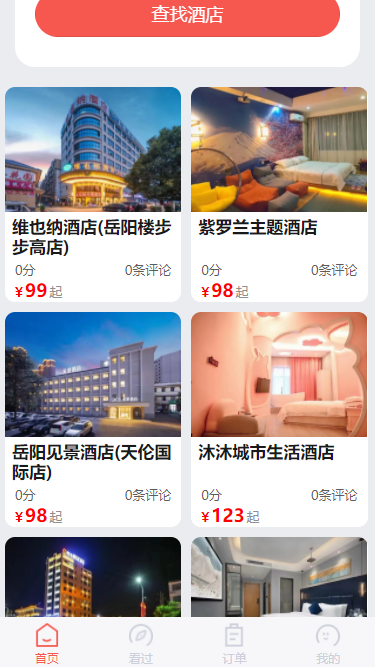 查找酒店
维也纳酒店(岳阳楼步
步高店)
0分 0条评论
¥99起
紫罗兰主题酒店
0分 0条评论
¥98起
岳阳见景酒店(天伦国
际店)
0分 0条评论
¥98起
沐沐城市生活酒店
0分 0条评论
¥123起
首页 看过 订单 我的